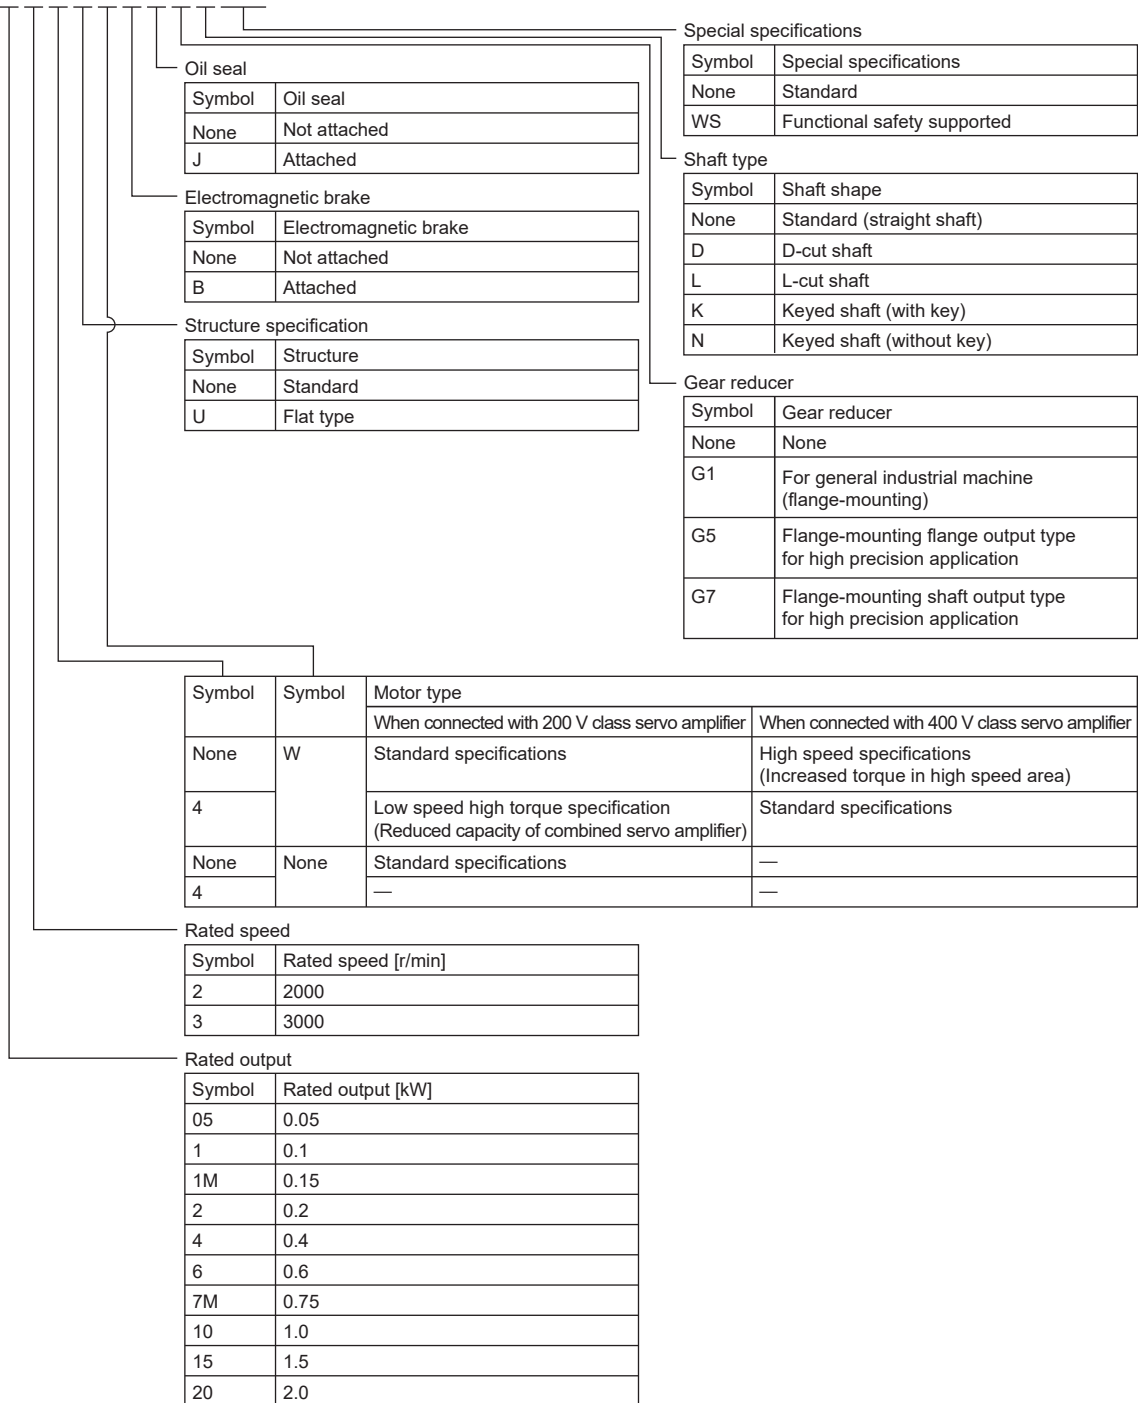 Special specifications
Symbol Special specifications
None Standard
WS Functional safety supported
Oil seal
Symbol Oil seal
None Not attached
J Attached
Shaft type
Symbol Shaft shape
None Standard (straight shaft)
D D-cut shaft
L L-cut shaft
K Keyed shaft (with key)
N Keyed shaft (without key)
Electromagnetic brake
Symbol Electromagnetic brake
None Not attached
B Attached
Structure specification
Symbol Structure
None Standard
U Flat type
Gear reducer
Symbol Gear reducer
None None
G1 For general industrial machine
(flange-mounting)
G5 Flange-mounting flange output type
for high precision application
G7 Flange-mounting shaft output type
for high precision application
Symbol Symbol Motor type
When connected with 200 V class servo amplifier When connected with 400 V class servo amplifier
None W Standard specifications High speed specifications
(Increased torque in high speed area)
4 Low speed high torque specification Standard specifications
(Reduced capacity of combined servo amplifier)
None None Standard specifications —
4 — —
Rated speed
Symbol Rated speed [r/min]
2 2000
3 3000
Rated output
Symbol Rated output [kW]
05 0.05
1 0.1
1M 0.15
2 0.2
4 0.4
6 0.6
7M 0.75
10 1.0
15 1.5
20 2.0